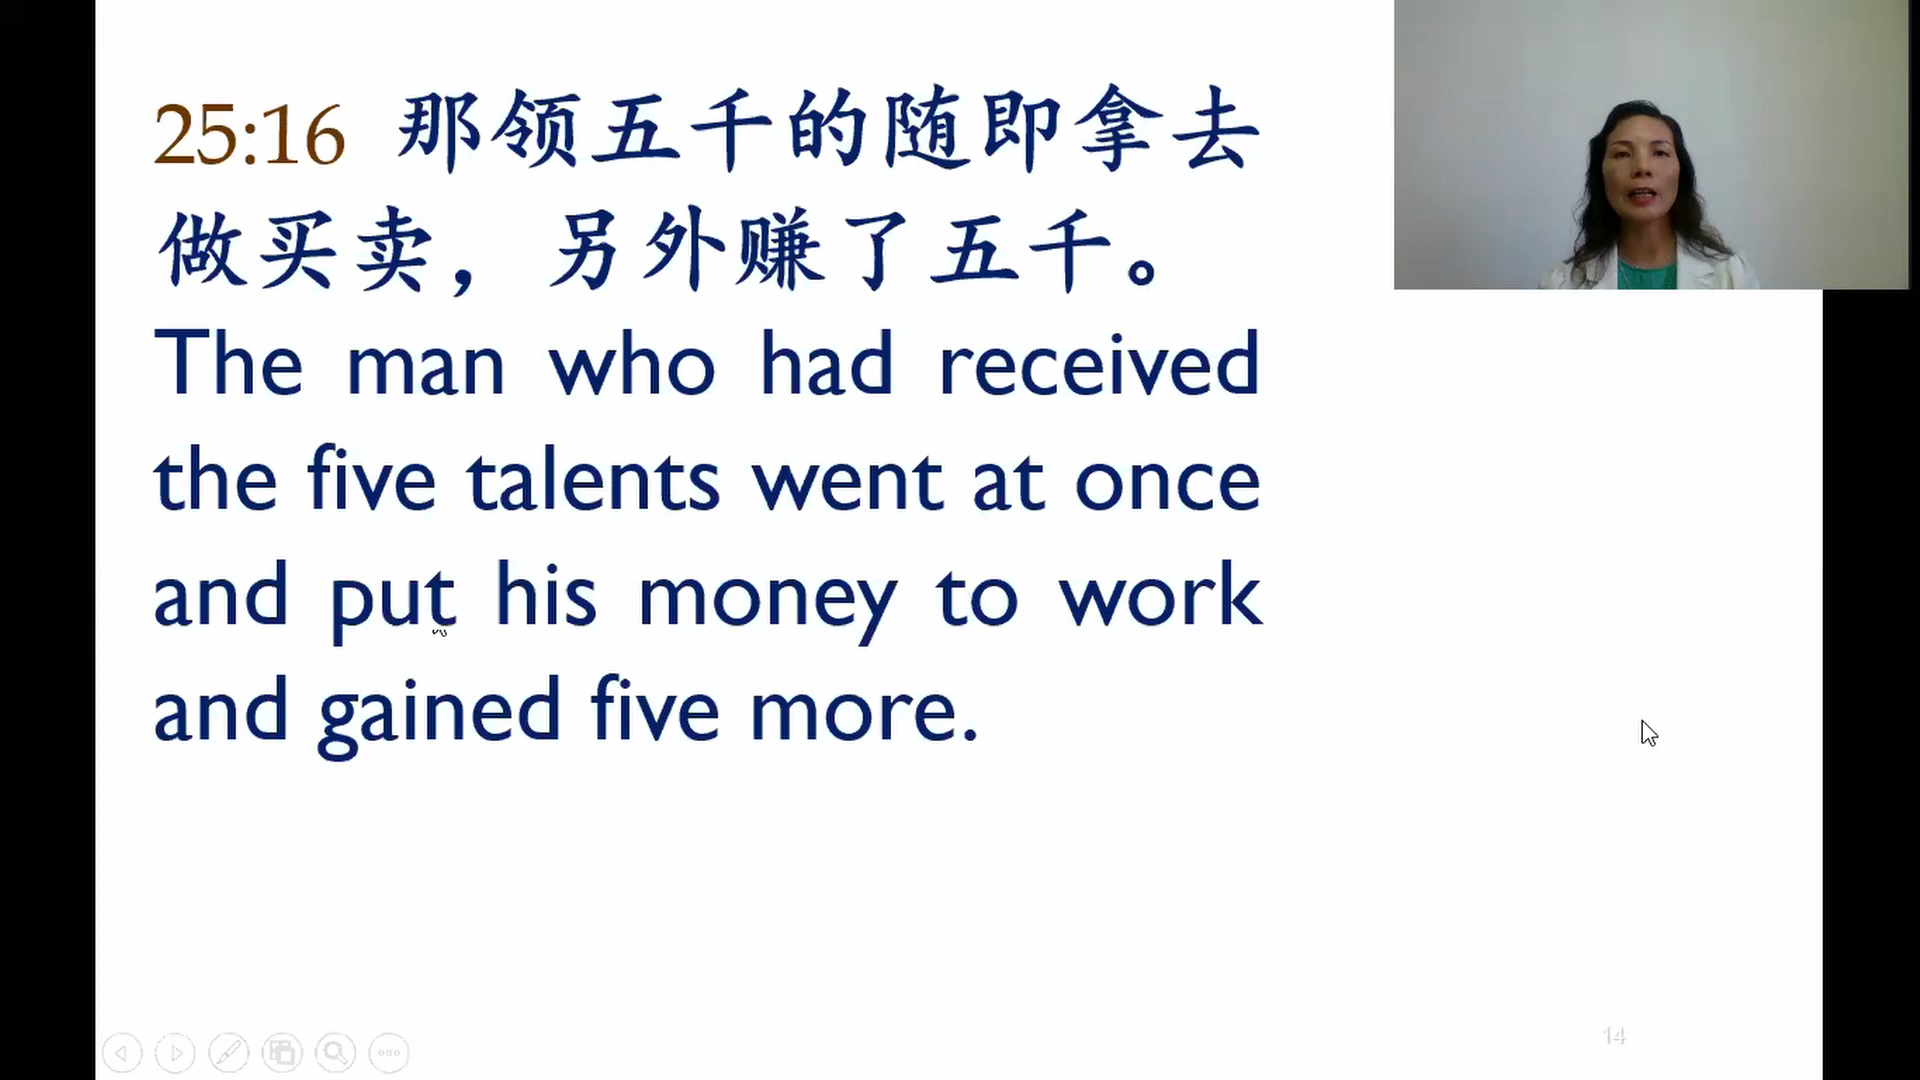 25:16 那领五千的随即拿去
做买卖，另外赚了五千。
The man who had received
the five talents went at once
and put his money to work
and gained five more.
14